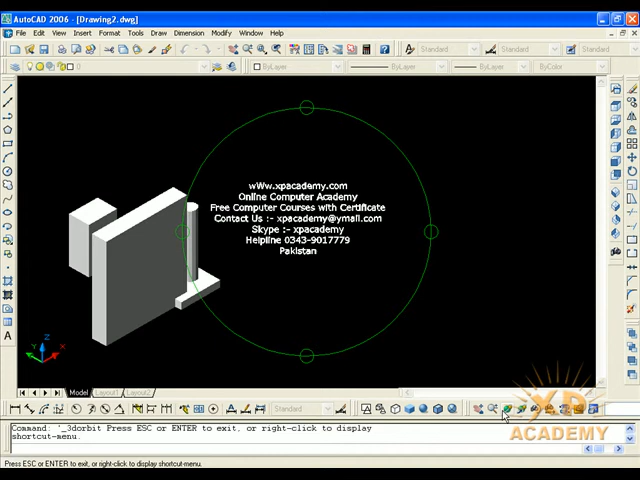 AutoCAD 2006 - [Drawing2.dwg]
File Edit View Insert Format Tools Draw Dimension Modify Window Help
Standard Standard Standard
ByLayer ByLayer ByColor
wWw.xpacademy.com
Online Computer Academy
Free Computer Courses with Certificate
Contact Us :- xpacademy@ymail.com
Skype :- xpacademy
Helpline 0343-9017779
Pakistan
Z
Y X
Model Layout1 Layout2
Standard
XD
ACADEMY
Command: '_3dorbit Press ESC or ENTER to exit, or right-click to display
shortcut-menu.
Press ESC or ENTER to exit, or right-click to display shortcut-menu.